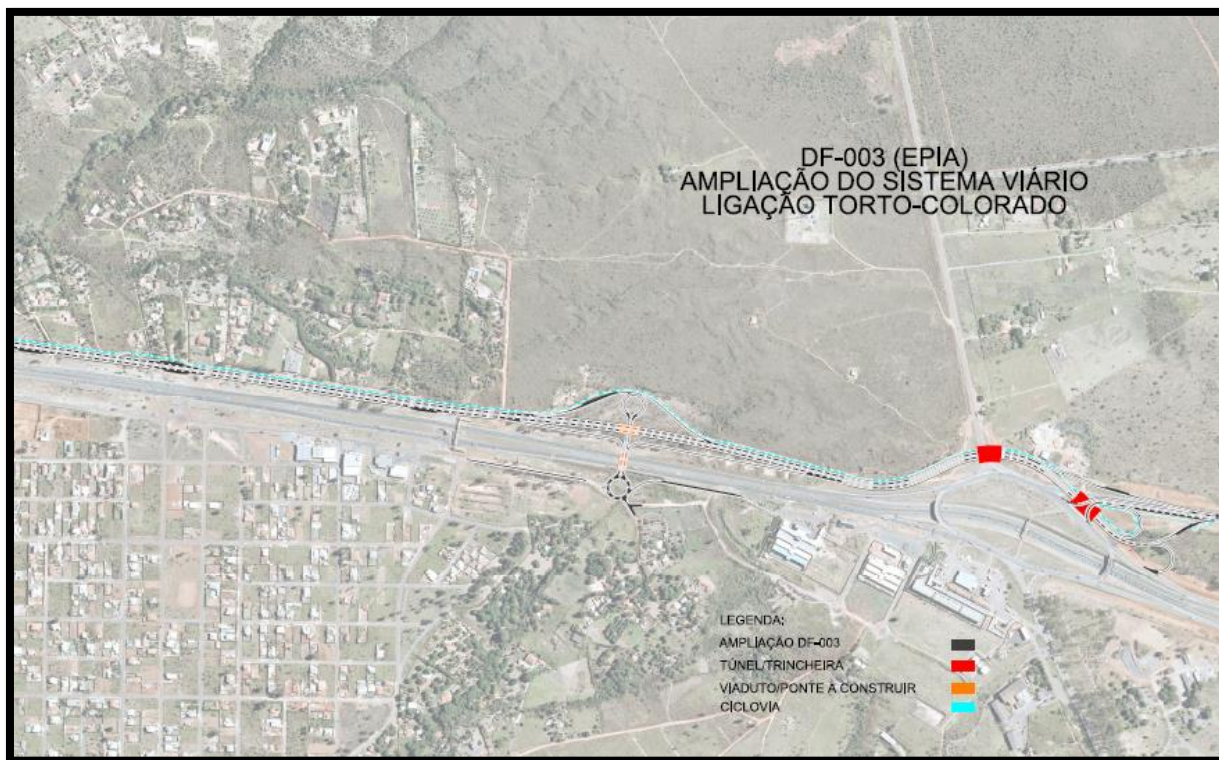 DF-003 (EPIA)
AMPLIAÇÃO DO SISTEMA VIÁRIO
LIGAÇÃO TORTO-COLORADO
LEGENDA:
AMPLIAÇÃO DF-003
TÚNEL/TRINCHEIRA
VIADUTO/PONTE A CONSTRUIR
CICLOVIA